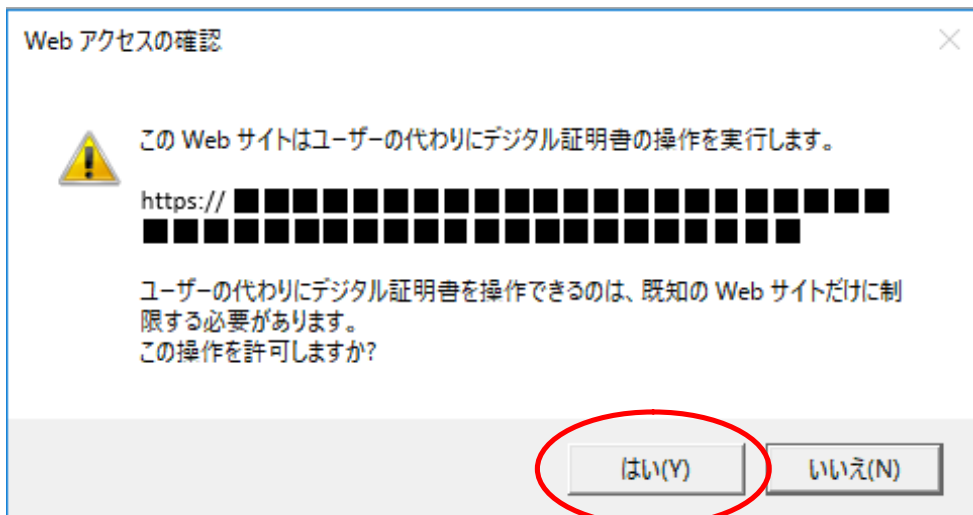 Web アクセスの確認
この Web サイトはユーザーの代わりにデジタル証明書の操作を実行します。
https:// ■■■■■■■■■■■■■■■■■■■■■■
■■■■■■■■■■■■■■■■■■■■■■
ユーザーの代わりにデジタル証明書を操作できるのは、既知の Web サイトだけに制
限する必要があります。
この操作を許可しますか?
はい(Y)
いいえ(N)